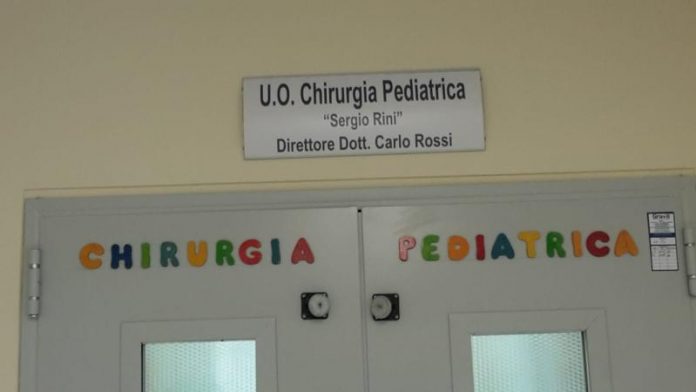 U.O. Chirurgia Pediatrica
"Sergio Rini"
Direttore Dott. Carlo Rossi
CHIRURGIA PEDIATRICA